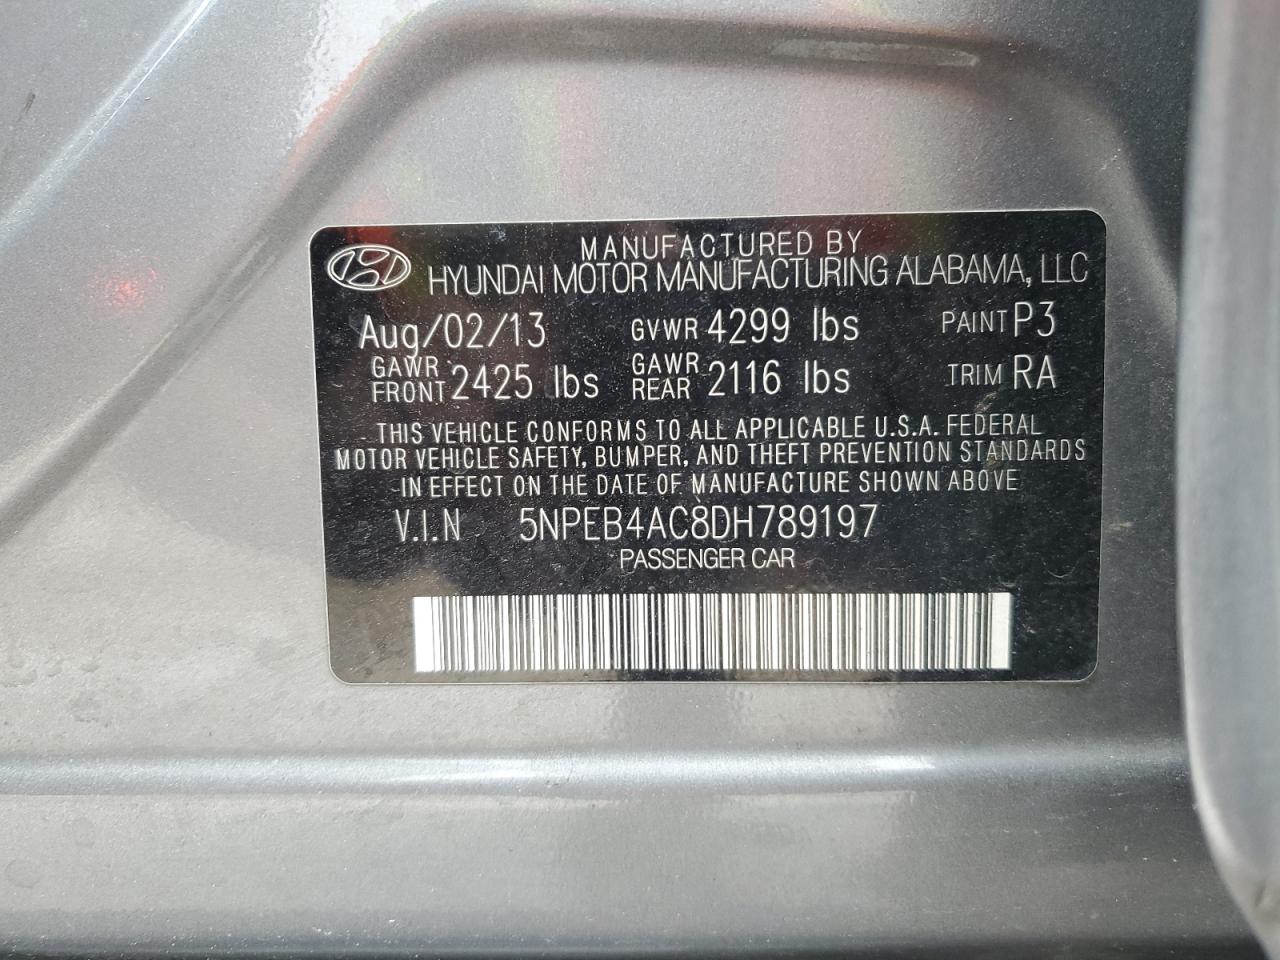 MANUFACTURED BY
HYUNDAI MOTOR MANUFACTURING ALABAMA, LLC
Aug/02/13 GVWR 4299 lbs PAINT P3
GAWR FRONT 2425 lbs GAWR REAR 2116 lbs TRIM RA
THIS VEHICLE CONFORMS TO ALL APPLICABLE U.S.A. FEDERAL
MOTOR VEHICLE SAFETY, BUMPER, AND THEFT PREVENTION STANDARDS
IN EFFECT ON THE DATE OF MANUFACTURE SHOWN ABOVE
V.I.N 5NPEB4AC8DH789197
PASSENGER CAR